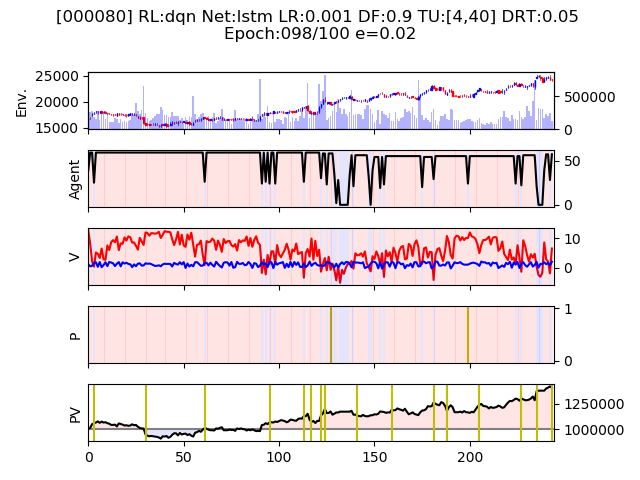 [000080] RL:dqn Net:lstm LR:0.001 DF:0.9 TU:[4,40] DRT:0.05
Epoch:098/100 e=0.02
Env.
25000
20000
15000
500000
0
Agent
50
0
V
10
0
P
1
0
PV
1250000
1000000
0 50 100 150 200